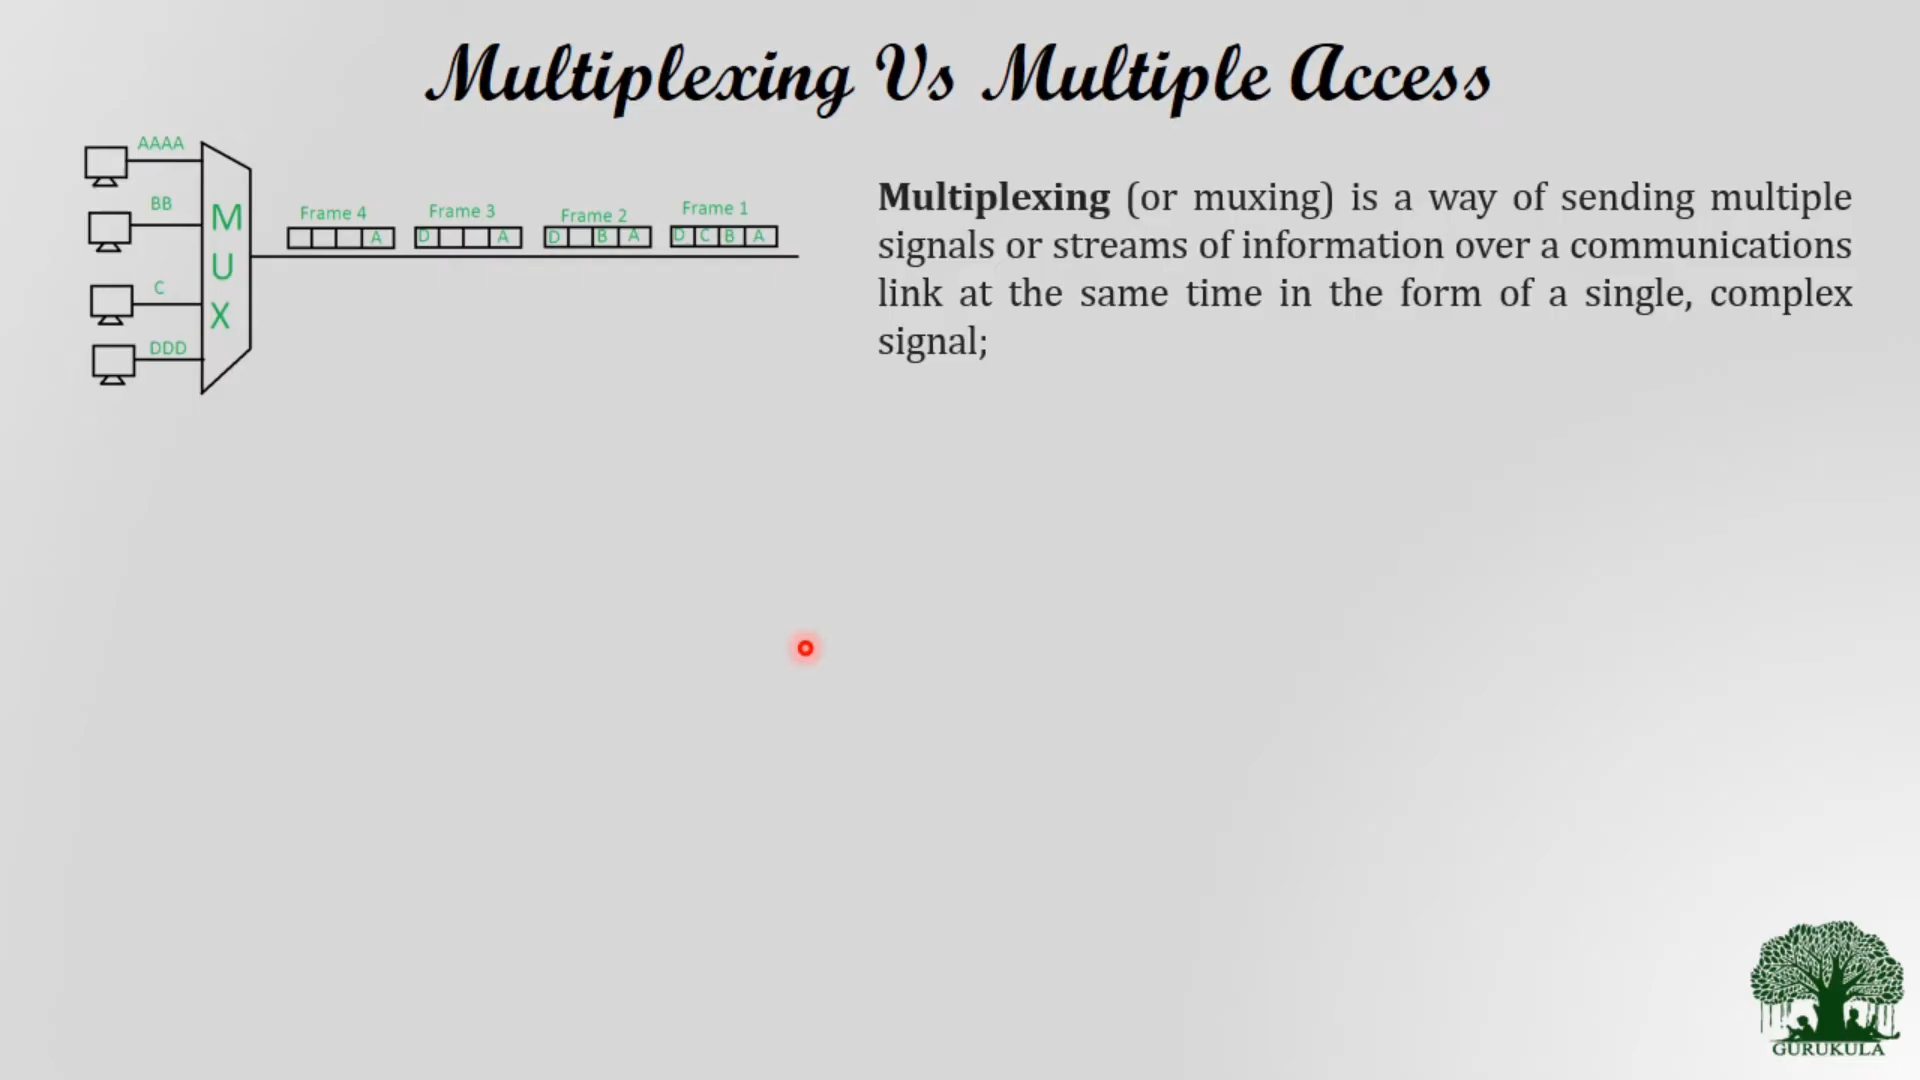 Multiplexing Vs Multiple Access
AAAA
BB
C
DDD
M
U
X
Frame 4
A
Frame 3
D A
Frame 2
D B A
Frame 1
D C B A
Multiplexing (or muxing) is a way of sending multiple
signals or streams of information over a communications
link at the same time in the form of a single, complex
signal;
GURUKULA